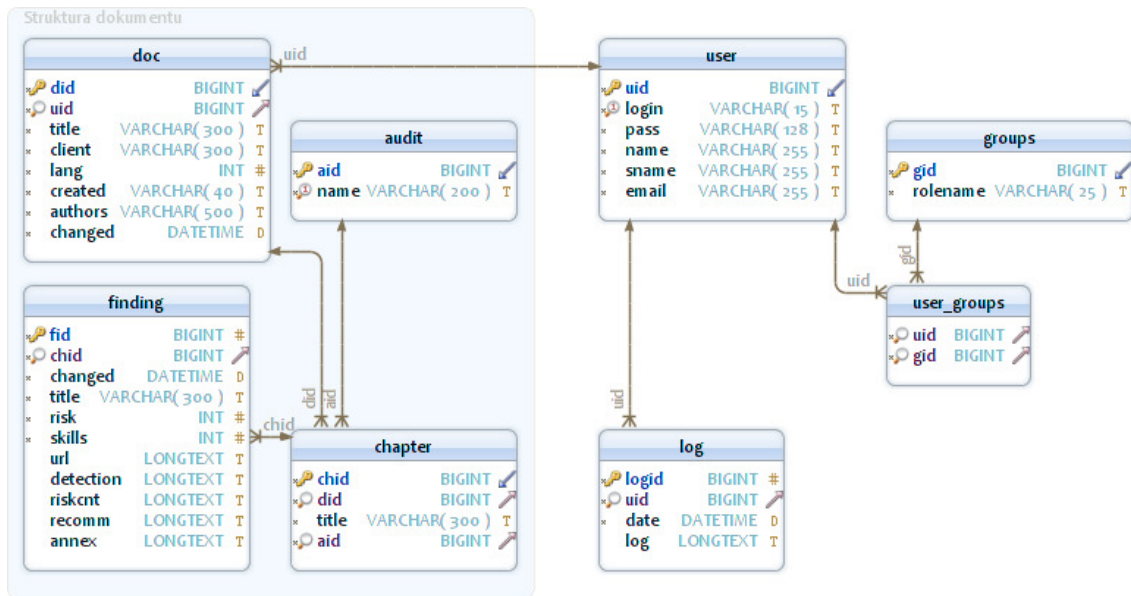 Struktura dokumentu
doc
did BIGINT
uid BIGINT
title VARCHAR( 300 ) T
client VARCHAR( 300 ) T
lang INT #
created VARCHAR( 40 ) T
authors VARCHAR( 500 ) T
changed DATETIME D
uid
user
uid BIGINT
login VARCHAR( 15 ) T
pass VARCHAR( 128 ) T
name VARCHAR( 255 ) T
sname VARCHAR( 255 ) T
email VARCHAR( 255 ) T
audit
aid BIGINT
name VARCHAR( 200 ) T
groups
gid BIGINT
rolename VARCHAR( 25 ) T
gid
uid
user_groups
uid BIGINT
gid BIGINT
finding
fid BIGINT #
chid BIGINT
changed DATETIME D
title VARCHAR( 300 ) T
risk INT #
skills INT #
url LONGTEXT T
detection LONGTEXT T
riskcnt LONGTEXT T
recomm LONGTEXT T
annex LONGTEXT T
chid
did
aid
chapter
chid BIGINT
did BIGINT
title VARCHAR( 300 ) T
aid BIGINT
uid
log
logid BIGINT #
uid BIGINT
date DATETIME D
log LONGTEXT T